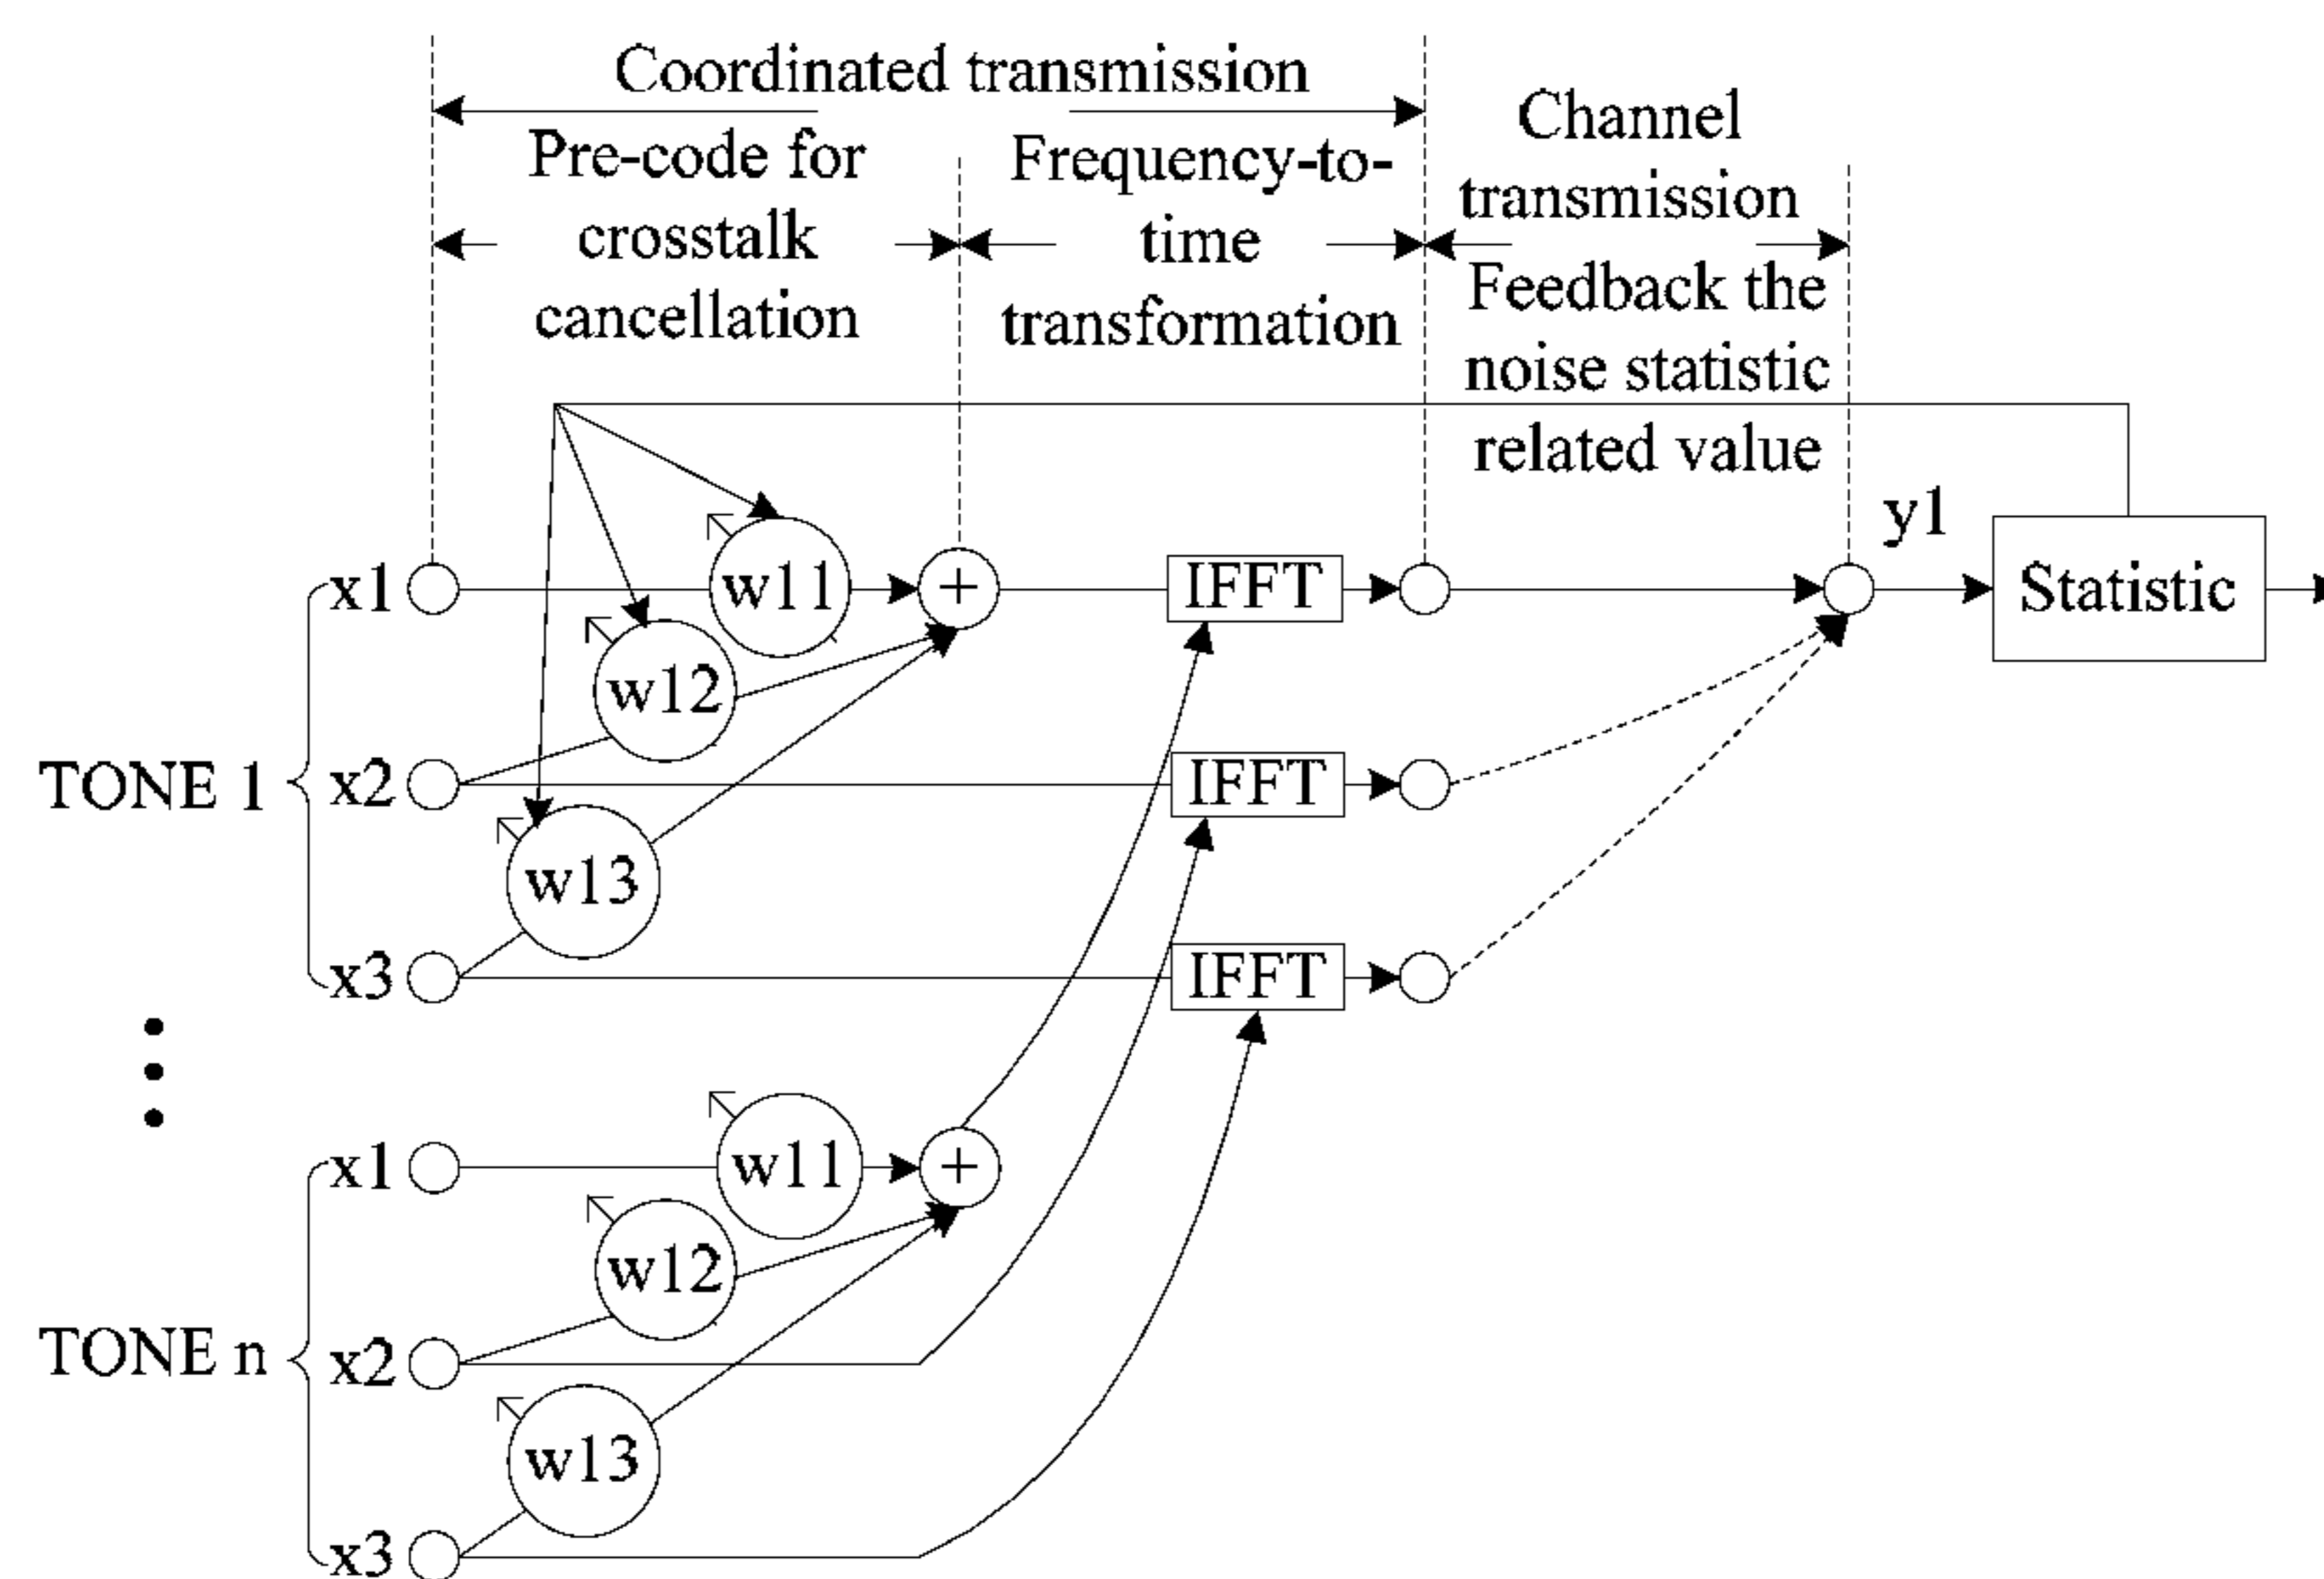 Coordinated transmission
Pre-code for
crosstalk
cancellation
Frequency-to-
time
transformation
Channel
transmission
Feedback the
noise statistic
related value
y1
x1
w11
+
IFFT
Statistic
w12
TONE 1
x2
IFFT
w13
x3
IFFT
x1
w11
+
w12
TONE n
x2
w13
x3